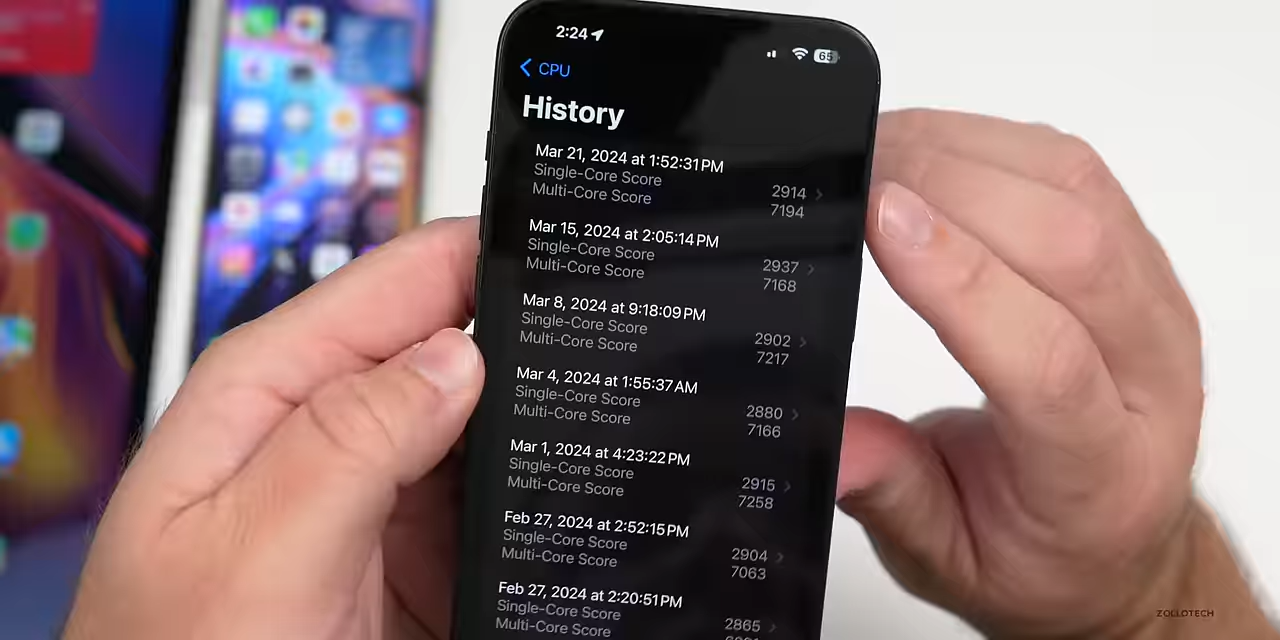 2:24
65
CPU
History
Mar 21, 2024 at 1:52:31 PM
Single-Core Score 2914
Multi-Core Score 7194
Mar 15, 2024 at 2:05:14 PM
Single-Core Score 2937
Multi-Core Score 7168
Mar 8, 2024 at 9:18:09 PM
Single-Core Score 2902
Multi-Core Score 7217
Mar 4, 2024 at 1:55:37 AM
Single-Core Score 2880
Multi-Core Score 7166
Mar 1, 2024 at 4:23:22 PM
Single-Core Score 2915
Multi-Core Score 7258
Feb 27, 2024 at 2:52:15 PM
Single-Core Score 2904
Multi-Core Score 7063
Feb 27, 2024 at 2:20:51 PM
Single-Core Score 2865
Multi-Core Score
ZOLLOTECH